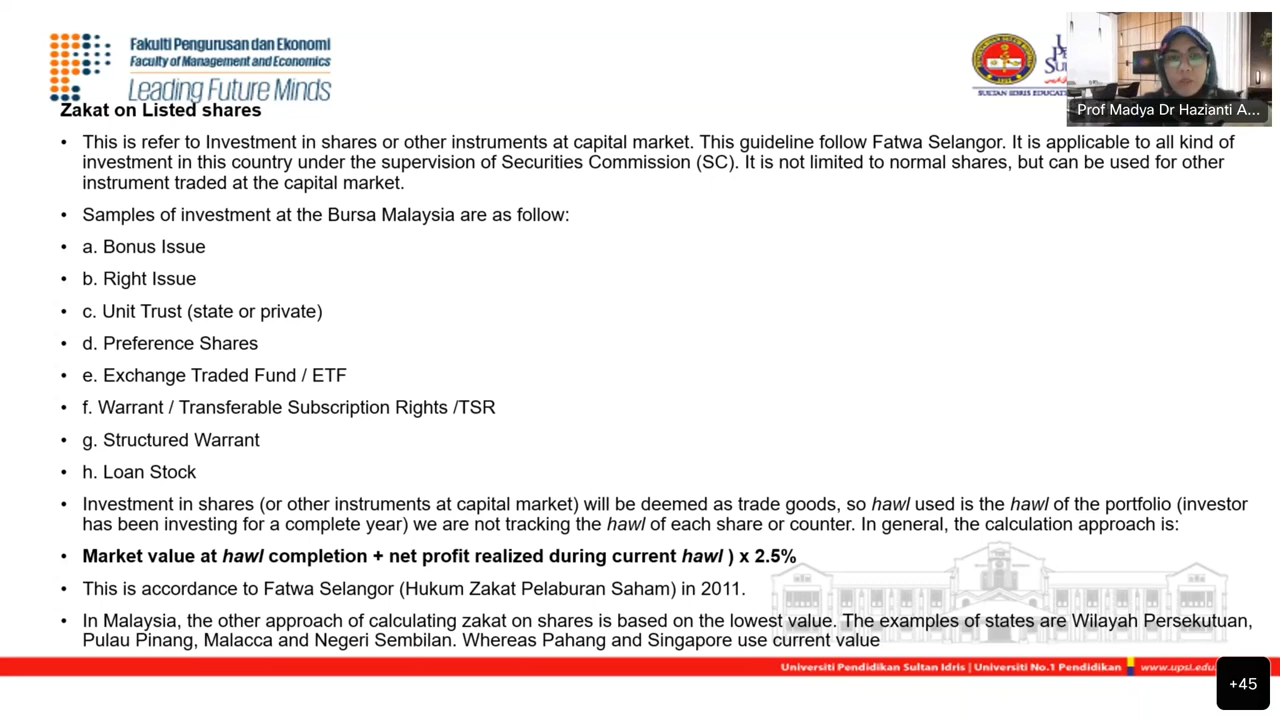 Fakulti Pengurusan dan Ekonomi
Faculty of Management and Economics
Leading Future Minds
SULTAN IDRIS EDUCA
Prof Madya Dr Hazianti A...
Zakat on Listed shares
• This is refer to Investment in shares or other instruments at capital market. This guideline follow Fatwa Selangor. It is applicable to all kind of
investment in this country under the supervision of Securities Commission (SC). It is not limited to normal shares, but can be used for other
instrument traded at the capital market.
• Samples of investment at the Bursa Malaysia are as follow:
• a. Bonus Issue
• b. Right Issue
• c. Unit Trust (state or private)
• d. Preference Shares
• e. Exchange Traded Fund / ETF
• f. Warrant / Transferable Subscription Rights /TSR
• g. Structured Warrant
• h. Loan Stock
• Investment in shares (or other instruments at capital market) will be deemed as trade goods, so hawl used is the hawl of the portfolio (investor
has been investing for a complete year) we are not tracking the hawl of each share or counter. In general, the calculation approach is:
• Market value at hawl completion + net profit realized during current hawl ) x 2.5%
• This is accordance to Fatwa Selangor (Hukum Zakat Pelaburan Saham) in 2011.
• In Malaysia, the other approach of calculating zakat on shares is based on the lowest value. The examples of states are Wilayah Persekutuan,
Pulau Pinang, Malacca and Negeri Sembilan. Whereas Pahang and Singapore use current value
Universiti Pendidikan Sultan Idris | Universiti No.1 Pendidikan
www.upsi.edu.
+45